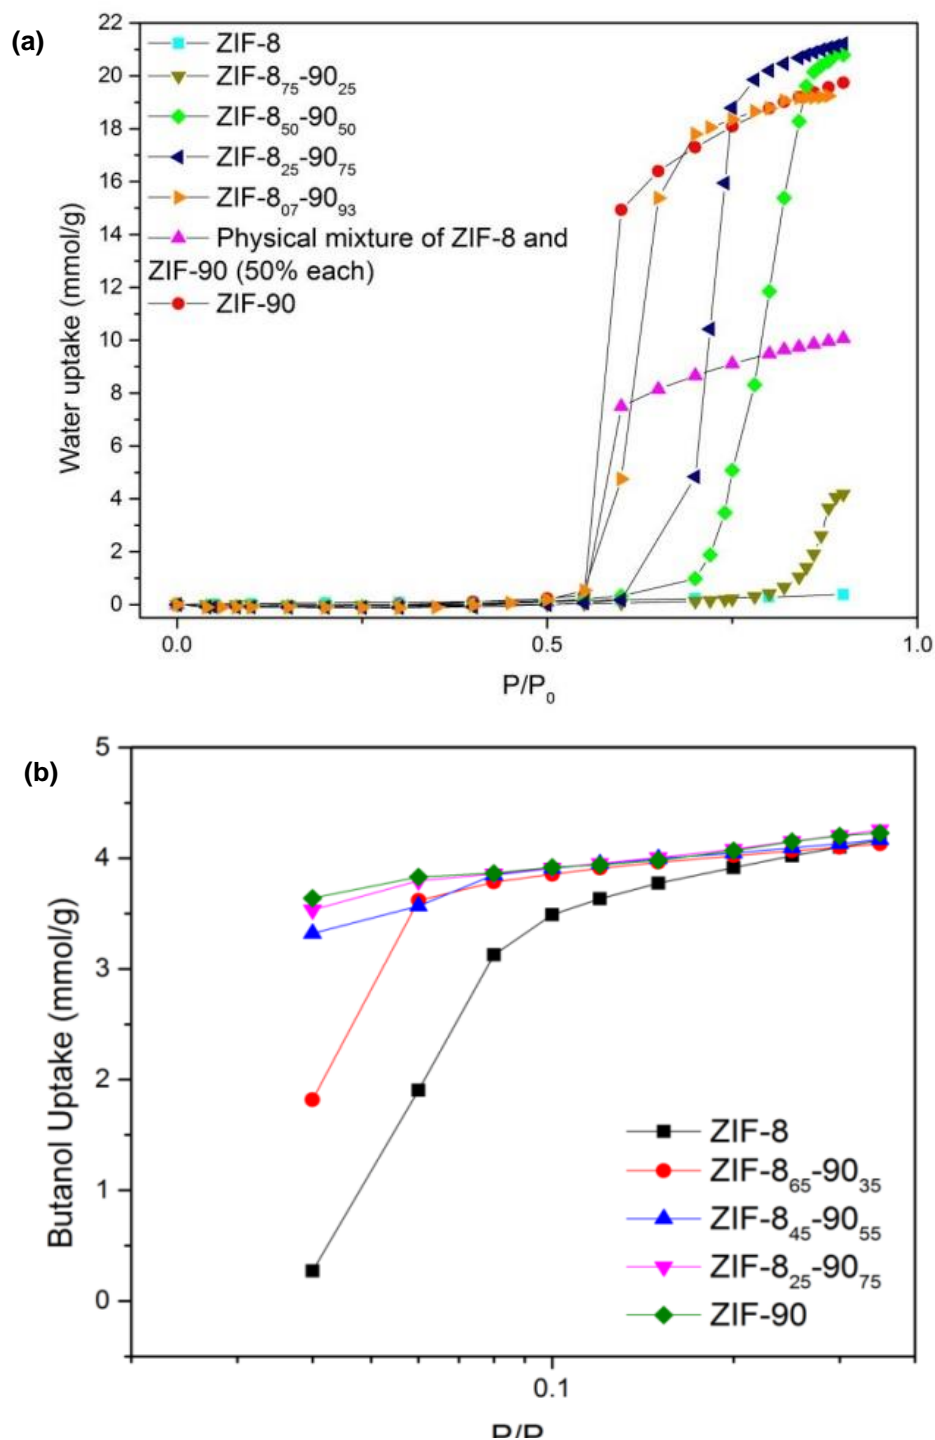 (a)
22
20
18
16
14
12
10
8
6
4
2
0
Water uptake (mmol/g)
ZIF-8
ZIF-8₇₅-90₂₅
ZIF-8₅₀-90₅₀
ZIF-8₂₅-90₇₅
ZIF-8₀₇-90₉₃
Physical mixture of ZIF-8 and
ZIF-90 (50% each)
ZIF-90
0.0 0.5 1.0
P/P₀
(b)
5
4
3
2
1
0
Butanol Uptake (mmol/g)
ZIF-8
ZIF-8₆₅-90₃₅
ZIF-8₄₅-90₅₅
ZIF-8₂₅-90₇₅
ZIF-90
0.1
P/P